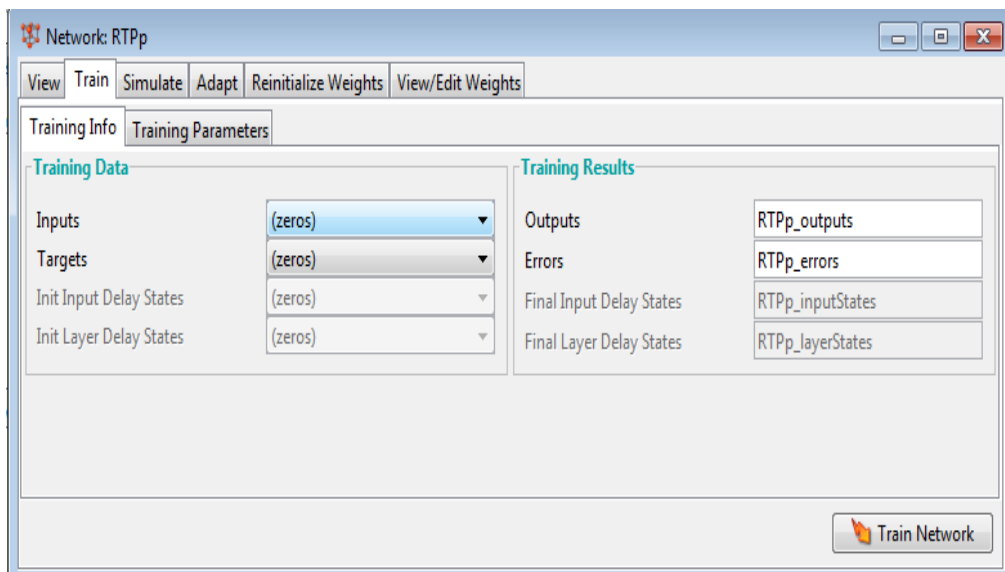 Network: RTPp
View Train Simulate Adapt Reinitialize Weights View/Edit Weights
Training Info Training Parameters
Training Data
Inputs (zeros)
Targets (zeros)
Init Input Delay States (zeros)
Init Layer Delay States (zeros)
Training Results
Outputs RTPp_outputs
Errors RTPp_errors
Final Input Delay States RTPp_inputStates
Final Layer Delay States RTPp_layerStates
Train Network